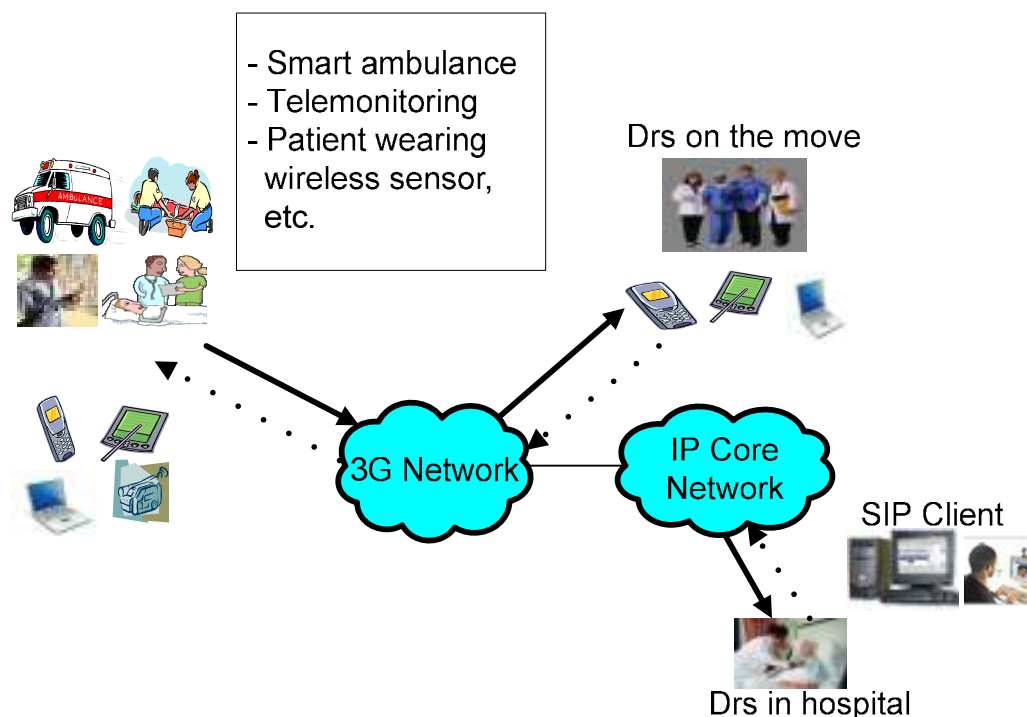 - Smart ambulance
- Telemonitoring
- Patient wearing
wireless sensor,
etc.
Drs on the move
AMBULANCE
3G Network
IP Core
Network
SIP Client
Drs in hospital